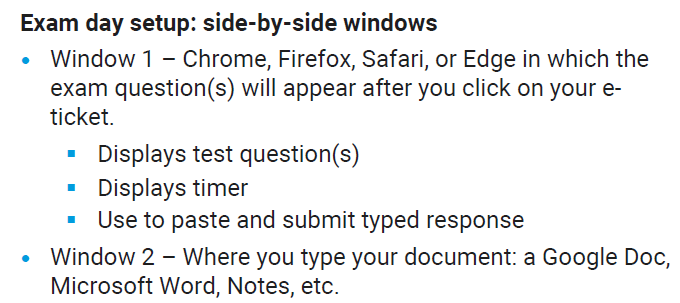 Exam day setup: side-by-side windows
• Window 1 – Chrome, Firefox, Safari, or Edge in which the
exam question(s) will appear after you click on your e-
ticket.
▪ Displays test question(s)
▪ Displays timer
▪ Use to paste and submit typed response
• Window 2 – Where you type your document: a Google Doc,
Microsoft Word, Notes, etc.